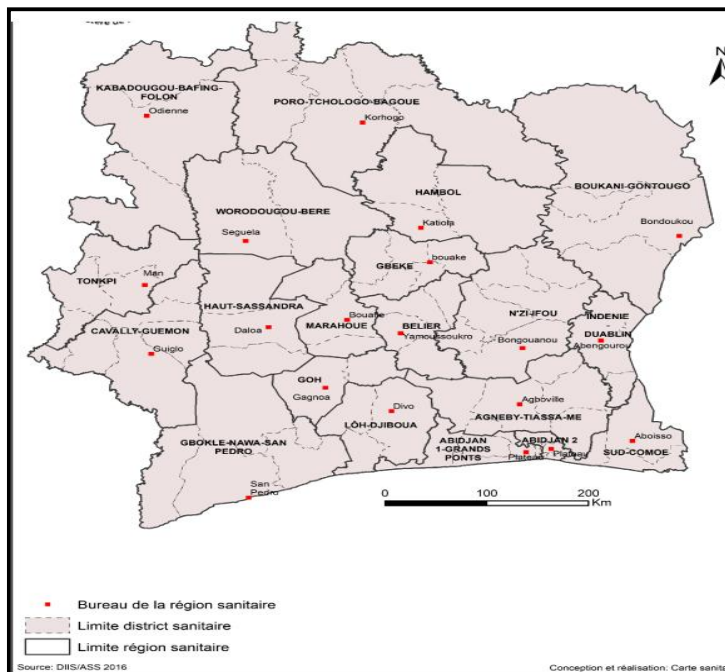 N
KABADOUGOU-BAFING-
FOLON
Odienne
PORO-TCHOLOGO-BAGOUE
Korhogo
HAMBOL
Katiola
BOUKANI-GONTOUGO
Bondoukou
WORODOUGOU-BERE
Seguela
bouake
GBEKE
TONKPI
Man
HAUT-SASSANDRA
Daloa
Bouafle
MARAHOUE
BELIER
Yamoussoukro
N'ZI-IFOU
Bongouanou
INDENIE
DUABLIN
Abengourou
CAVALLY-GUEMON
Guiglo
GOH
Gagnoa
Divo
LÔH-DJIBOUA
Agboville
AGNEBY-TIASSA-ME
GBOKLE-NAWA-SAN
PEDRO
San
Pedro
ABIDJAN
1-GRANDS
PONTS
Plateau
ABIDJAN 2
Aboisso
SUD-COMOE
0 100 200
Km
Bureau de la région sanitaire
Limite district sanitaire
Limite région sanitaire
Source: DIIS/ASS 2016
Conception et réalisation: Carte sanita